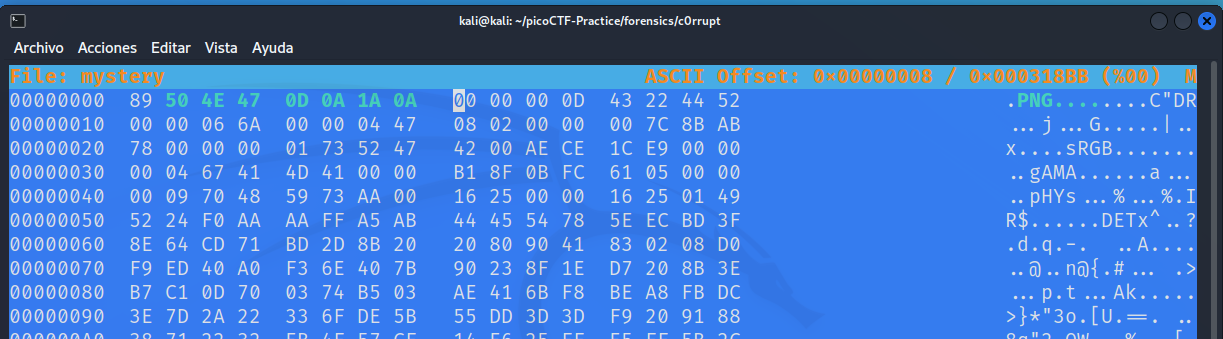 kali@kali: ~/picoCTF-Practice/forensics/c0rrupt
Archivo Acciones Editar Vista Ayuda
File: mystery ASCII Offset: 0x00000008 / 0x000318BB (%00) M
00000000 89 50 4E 47 0D 0A 1A 0A 00 00 00 0D 43 22 44 52 .PNG........C"DR
00000010 00 00 06 6A 00 00 04 47 08 02 00 00 00 7C 8B AB ...j...G.....|..
00000020 78 00 00 00 01 73 52 47 42 00 AE CE 1C E9 00 00 x....sRGB.......
00000030 00 04 67 41 4D 41 00 00 B1 8F 0B FC 61 05 00 00 ..gAMA......a...
00000040 00 09 70 48 59 73 AA 00 16 25 00 00 16 25 01 49 ..pHYs...%...%.I
00000050 52 24 F0 AA AA FF A5 AB 44 45 54 78 5E EC BD 3F R$......DETx^..?
00000060 8E 64 CD 71 BD 2D 8B 20 20 80 90 41 83 02 08 D0 .d.q.-.  ..A....
00000070 F9 ED 40 A0 F3 6E 40 7B 90 23 8F 1E D7 20 8B 3E ..@..n@{.#... .>
00000080 B7 C1 0D 70 03 74 B5 03 AE 41 6B F8 BE A8 FB DC ...p.t...Ak.....
00000090 3E 7D 2A 22 33 6F DE 5B 55 DD 3D 3D F9 20 91 88 >}*"3o.[U.==. ..